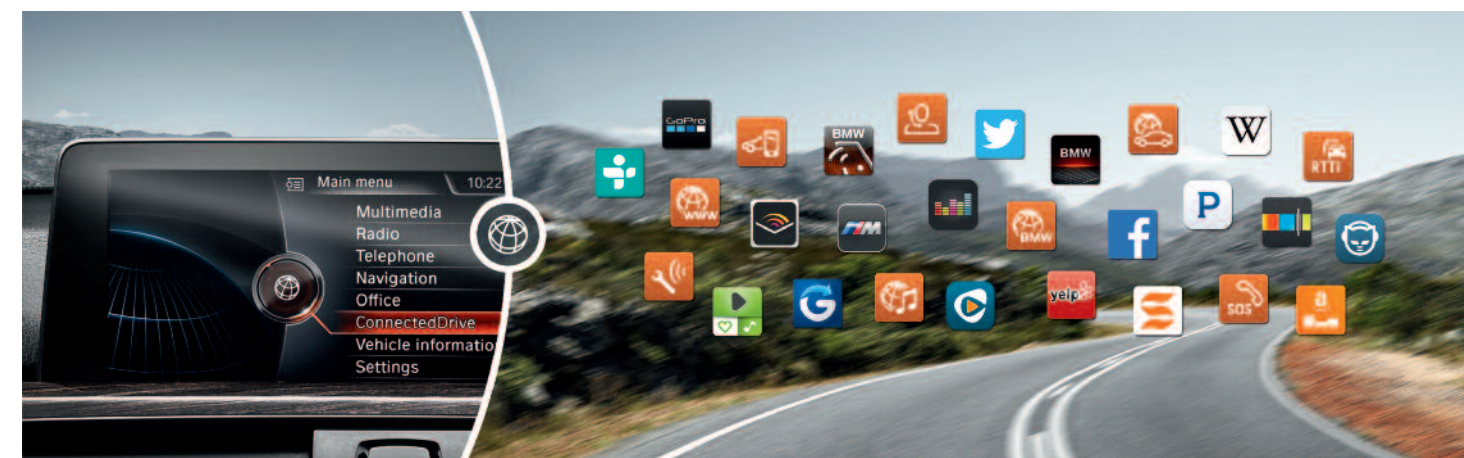 Main menu
10:22
Multimedia
Radio
Telephone
Navigation
Office
ConnectedDrive
Vehicle informatio
Settings
GoPro
BMW
BMW
W
RTTI
www
M
BMW
f
P
G
yelp
SOS
a